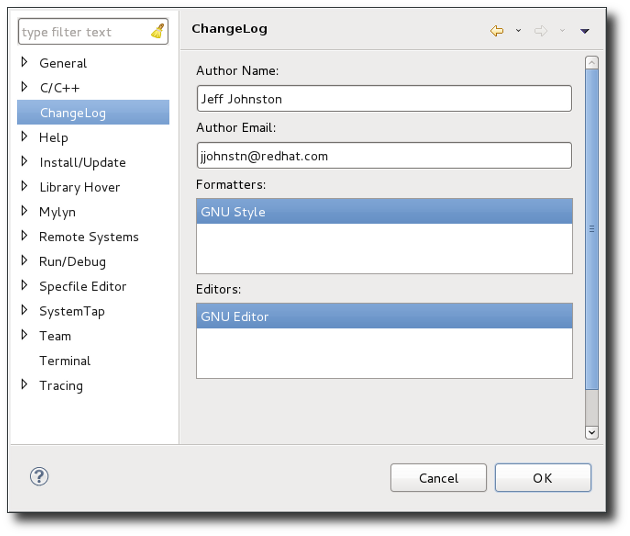 type filter text
General
C/C++
ChangeLog
Help
Install/Update
Library Hover
Mylyn
Remote Systems
Run/Debug
Specfile Editor
SystemTap
Team
Terminal
Tracing
ChangeLog
Author Name:
Jeff Johnston
Author Email:
jjohnstn@redhat.com
Formatters:
GNU Style
Editors:
GNU Editor
?
Cancel
OK